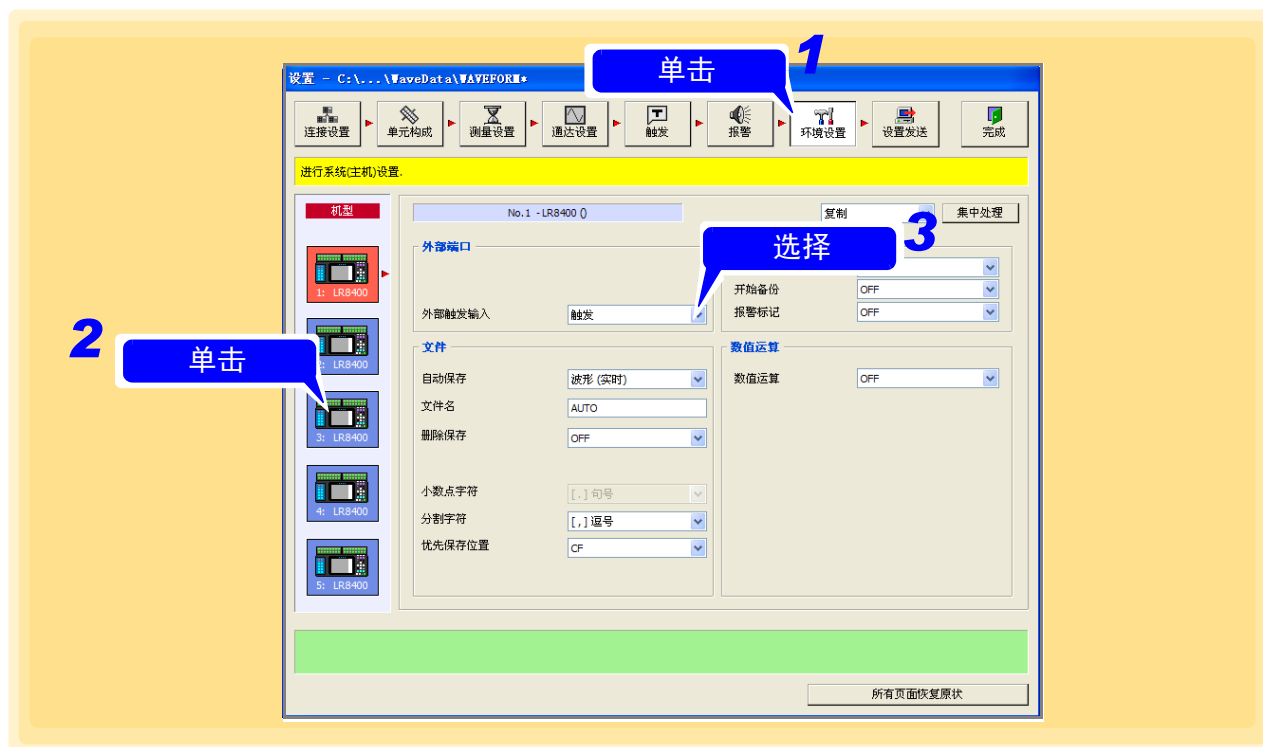 1
单击
设置 - C:\...\WaveData\WAVEFORM*
连接设置 单元构成 测量设置 通达设置 触发 报警 环境设置 设置发送 完成
进行系统(主机)设置.
机型
No.1 - LR8400 ()
复制
集中处理
3
选择
外部端口
1: LR8400
开始备份 OFF
外部触发输入 触发
报警标记 OFF
2
单击
文件
数值运算
: LR8400
自动保存 波形 (实时)
数值运算 OFF
文件名 AUTO
删除保存 OFF
3: LR8400
小数点字符 [.]句号
4: LR8400
分割字符 [,]逗号
优先保存位置 CF
5: LR8400
所有页面恢复原状